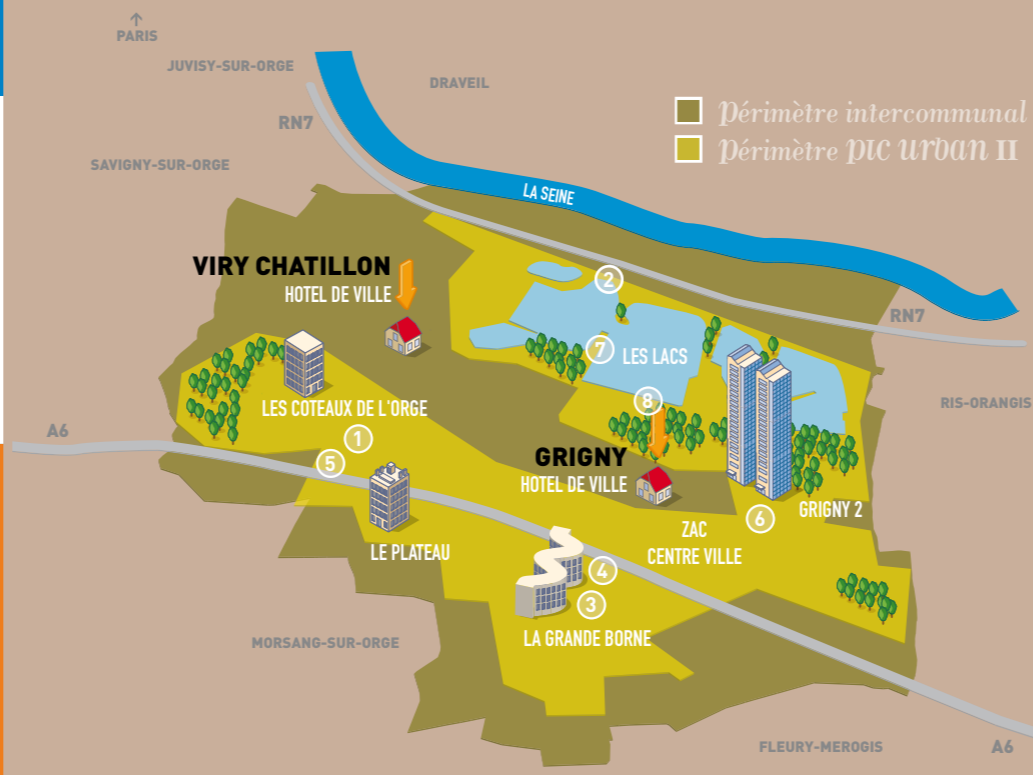 ↑
PARIS
JUVISY-SUR-ORGE
DRAVEIL
RN7
Périmètre intercommunal
Périmètre PIC URBAN II
SAVIGNY-SUR-ORGE
LA SEINE
VIRY CHATILLON
HOTEL DE VILLE
2
RN7
7
LES LACS
8
RIS-ORANGIS
LES COTEAUX DE L'ORGE
A6
1
5
GRIGNY
HOTEL DE VILLE
GRIGNY 2
6
ZAC
CENTRE VILLE
LE PLATEAU
4
3
LA GRANDE BORNE
MORSANG-SUR-ORGE
FLEURY-MEROGIS
A6